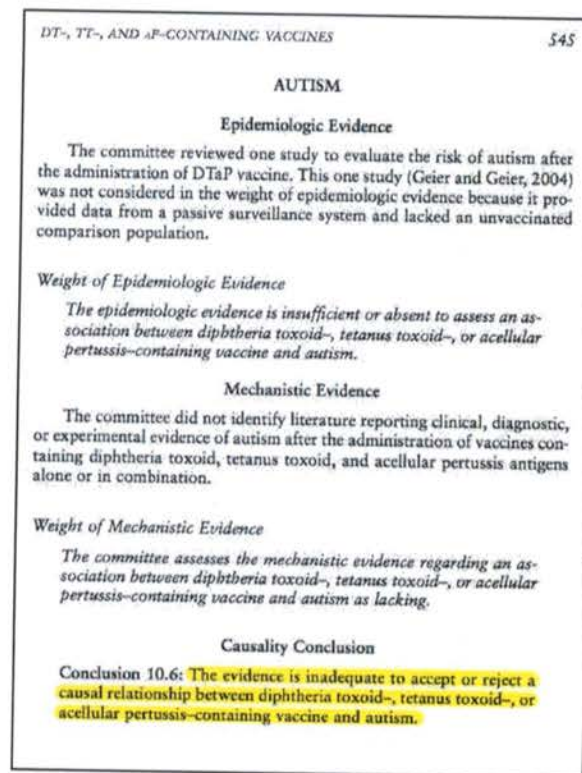 DT–, TT–, AND aP–CONTAINING VACCINES 545
AUTISM
Epidemiologic Evidence
The committee reviewed one study to evaluate the risk of autism after
the administration of DTaP vaccine. This one study (Geier and Geier, 2004)
was not considered in the weight of epidemiologic evidence because it pro-
vided data from a passive surveillance system and lacked an unvaccinated
comparison population.
Weight of Epidemiologic Evidence
The epidemiologic evidence is insufficient or absent to assess an as-
sociation between diphtheria toxoid–, tetanus toxoid–, or acellular
pertussis–containing vaccine and autism.
Mechanistic Evidence
The committee did not identify literature reporting clinical, diagnostic,
or experimental evidence of autism after the administration of vaccines con-
taining diphtheria toxoid, tetanus toxoid, and acellular pertussis antigens
alone or in combination.
Weight of Mechanistic Evidence
The committee assesses the mechanistic evidence regarding an as-
sociation between diphtheria toxoid–, tetanus toxoid–, or acellular
pertussis–containing vaccine and autism as lacking.
Causality Conclusion
Conclusion 10.6: The evidence is inadequate to accept or reject a
causal relationship between diphtheria toxoid–, tetanus toxoid–, or
acellular pertussis–containing vaccine and autism.